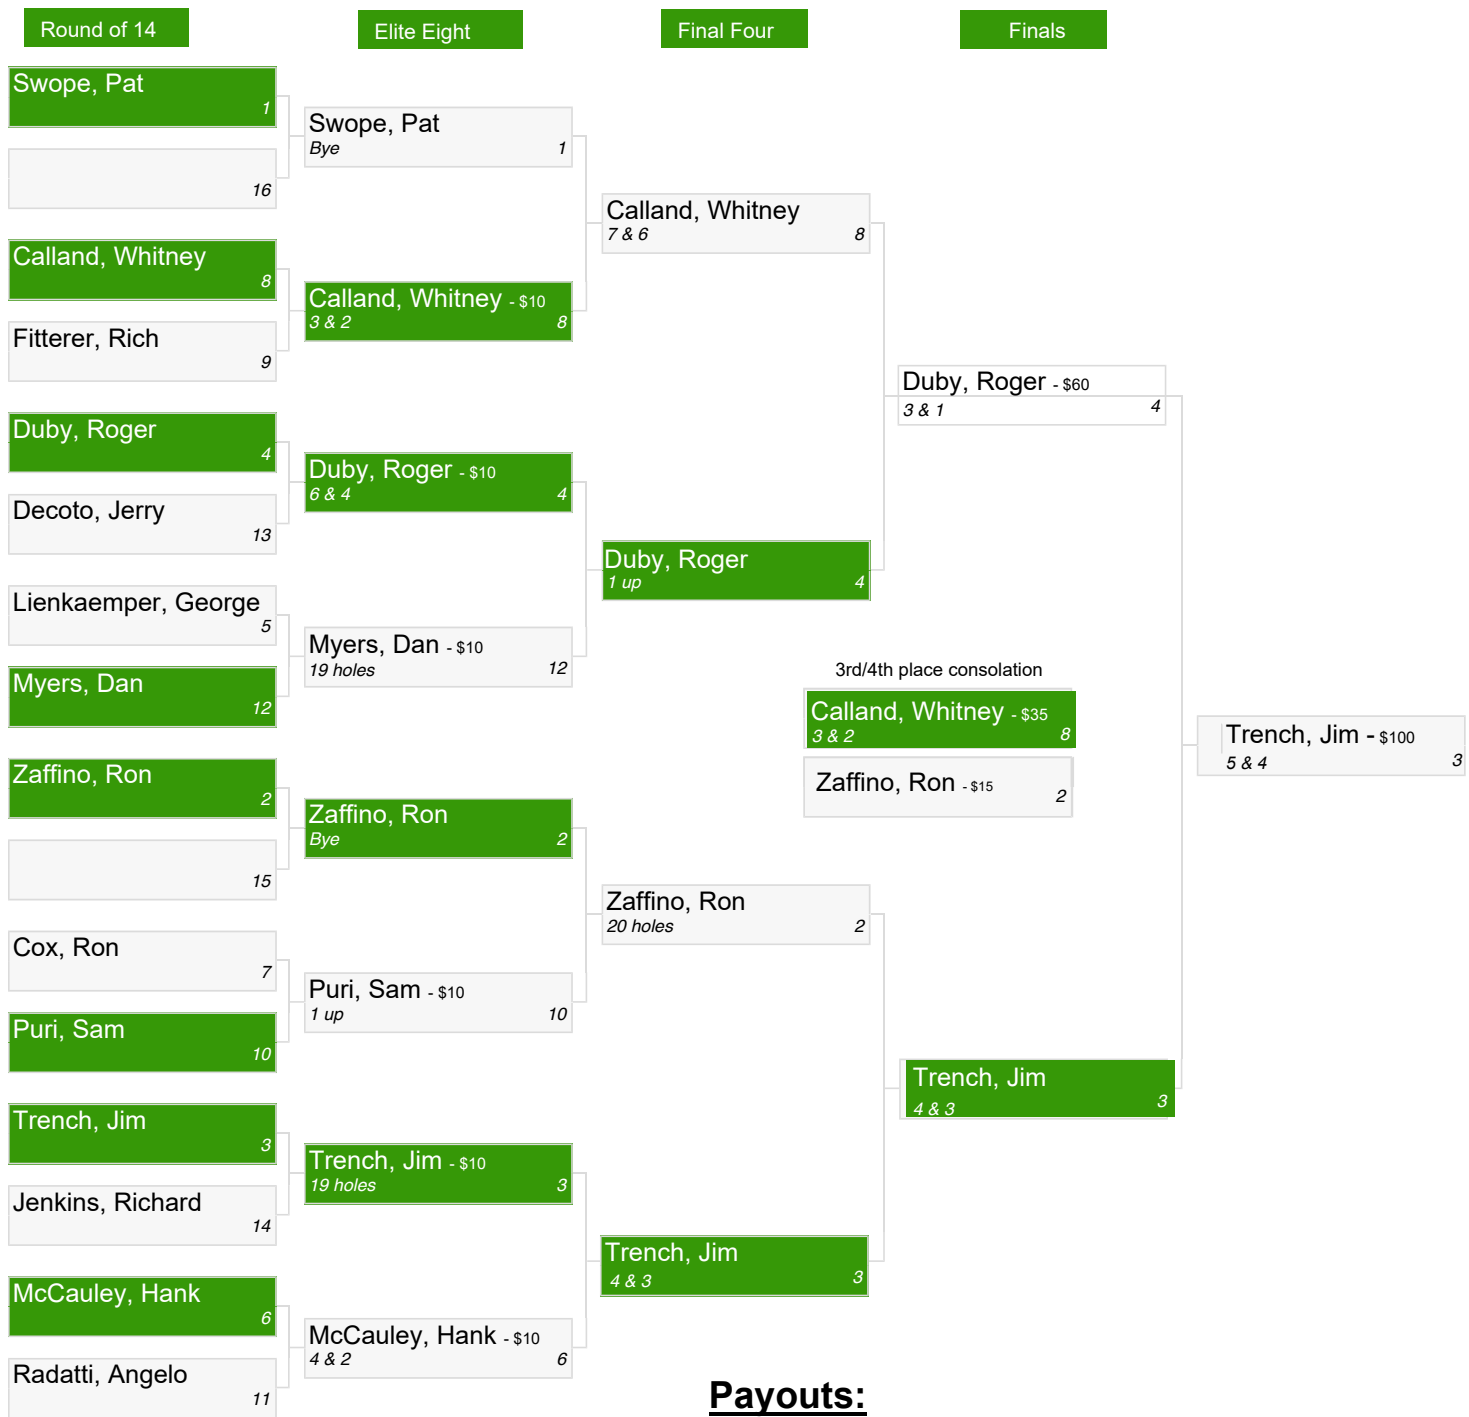 Round of 14
Elite Eight
Final Four
Finals
Swope, Pat
1
16
Calland, Whitney
8
Fitterer, Rich
9
Duby, Roger
4
Decoto, Jerry
13
Lienkaemper, George
5
Myers, Dan
12
Zaffino, Ron
2
15
Cox, Ron
7
Puri, Sam
10
Trench, Jim
3
Jenkins, Richard
14
McCauley, Hank
6
Radatti, Angelo
11
Swope, Pat
Bye 1
Calland, Whitney - $10
3 & 2 8
Duby, Roger - $10
6 & 4 4
Myers, Dan - $10
19 holes 12
Zaffino, Ron
Bye 2
Puri, Sam - $10
1 up 10
Trench, Jim - $10
19 holes 3
McCauley, Hank - $10
4 & 2 6
Calland, Whitney
7 & 6 8
Duby, Roger
1 up 4
Zaffino, Ron
20 holes 2
Trench, Jim
4 & 3 3
Duby, Roger - $60
3 & 1 4
3rd/4th place consolation
Calland, Whitney - $35
3 & 2 8
Zaffino, Ron - $15
2
Trench, Jim
4 & 3 3
Trench, Jim - $100
5 & 4 3
Payouts: